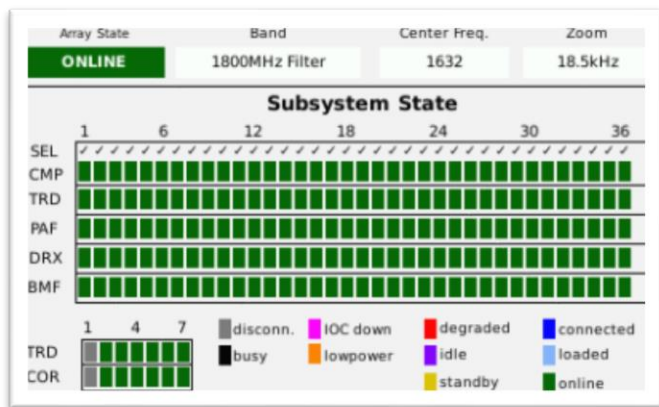 Array State Band Center Freq. Zoom
ONLINE 1800MHz Filter 1632 18.5kHz
Subsystem State
1 6 12 18 24 30 36
SEL
CMP
TRD
PAF
DRX
BMF
1 4 7 disconn. IOC down degraded connected
TRD busy lowpower idle loaded
COR standby online